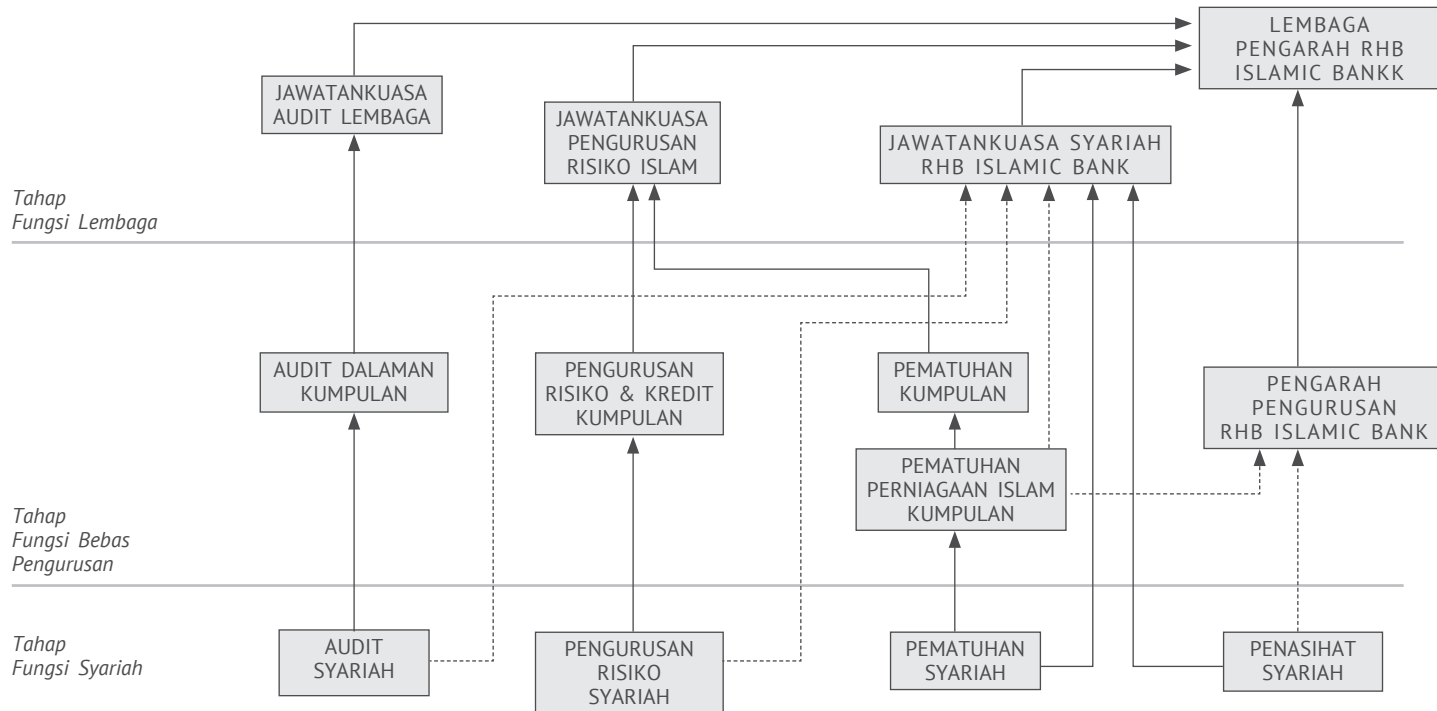 LEMBAGA
PENGARAH RHB
ISLAMIC BANKK
JAWATANKUASA
AUDIT LEMBAGA
JAWATANKUASA
PENGURUSAN
RISIKO ISLAM
JAWATANKUASA SYARIAH
RHB ISLAMIC BANK
Tahap
Fungsi Lembaga
AUDIT DALAMAN
KUMPULAN
PENGURUSAN
RISIKO & KREDIT
KUMPULAN
PEMATUHAN
KUMPULAN
PENGARAH
PENGURUSAN
RHB ISLAMIC BANK
PEMATUHAN
PERNIAGAAN ISLAM
KUMPULAN
Tahap
Fungsi Bebas
Pengurusan
Tahap
Fungsi Syariah
AUDIT
SYARIAH
PENGURUSAN
RISIKO
SYARIAH
PEMATUHAN
SYARIAH
PENASIHAT
SYARIAH